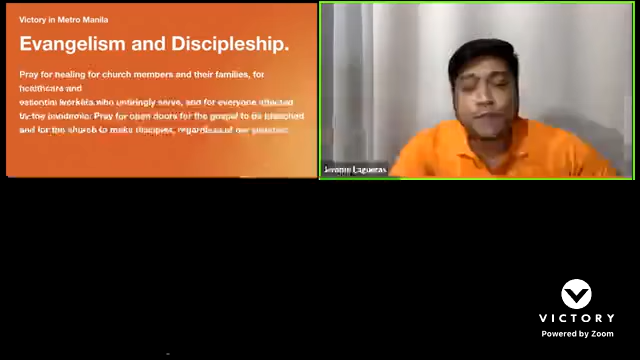 Victory in Metro Manila
Evangelism and Discipleship.
Pray for healing for church members and their families, for
healthcare and
essential workers who untiringly serve, and for everyone affected
by the pandemic. Pray for open doors for the gospel to be preached
and for the church to make disciples, regardless of our
Lagueras
VICTORY
Powered by Zoom